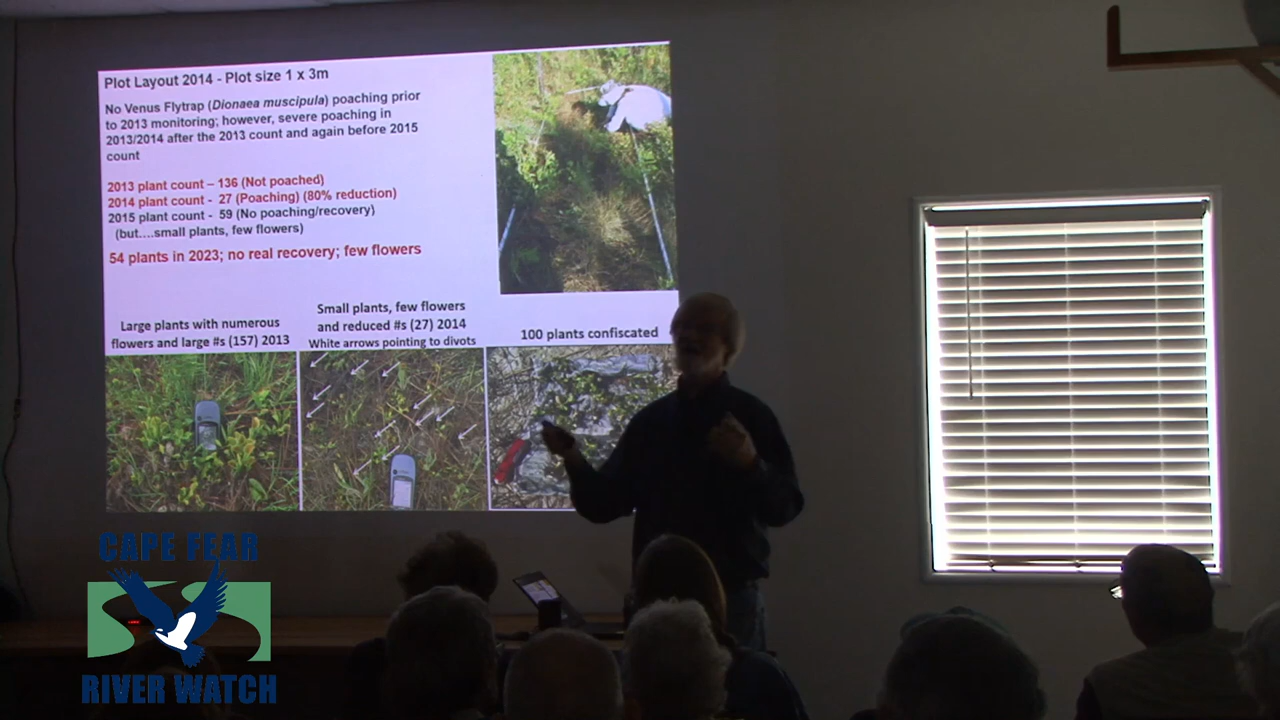 Plot Layout 2014 - Plot size 1 x 3m
No Venus Flytrap (Dionaea muscipula) poaching prior
to 2013 monitoring; however, severe poaching in
2013/2014 after the 2013 count and again before 2015
count
2013 plant count – 136 (Not poached)
2014 plant count - 27 (Poaching) (80% reduction)
2015 plant count - 59 (No poaching/recovery)
(but....small plants, few flowers)
54 plants in 2023; no real recovery; few flowers
Large plants with numerous
flowers and large #s (157) 2013
Small plants, few flowers
and reduced #s (27) 2014
White arrows pointing to divots
100 plants confiscated
CAPE FEAR
RIVER WATCH